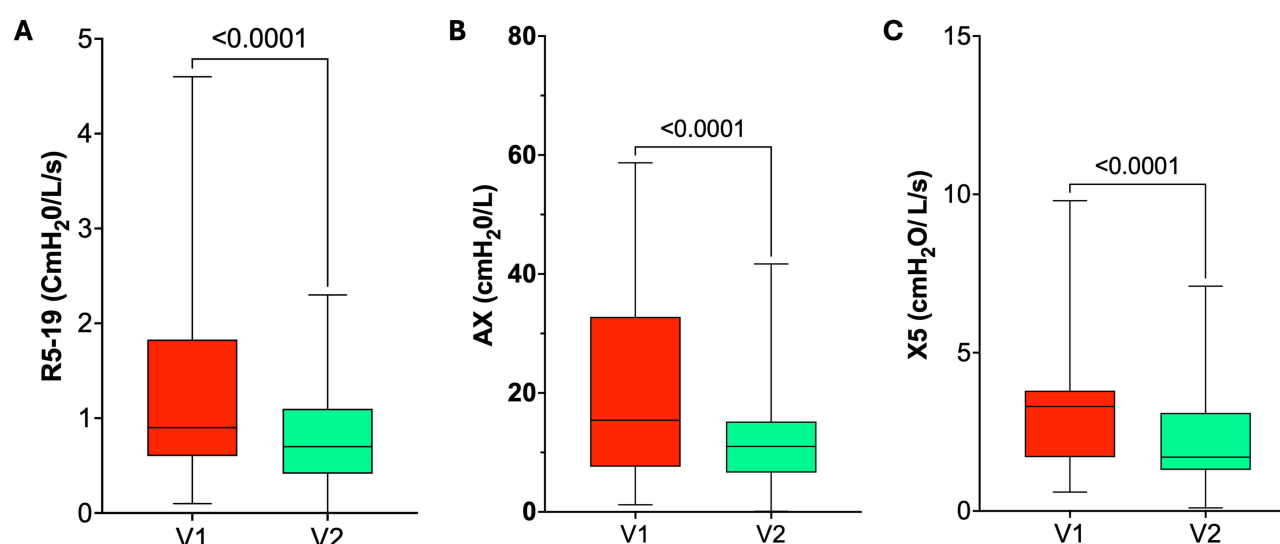 A
R5-19 (CmH₂0/L/s)
5
4
3
2
1
0
<0.0001
V1
V2
B
AX (cmH₂0/L)
80
60
40
20
0
<0.0001
V1
V2
C
X5 (cmH₂O/ L/s)
15
10
5
0
<0.0001
V1
V2